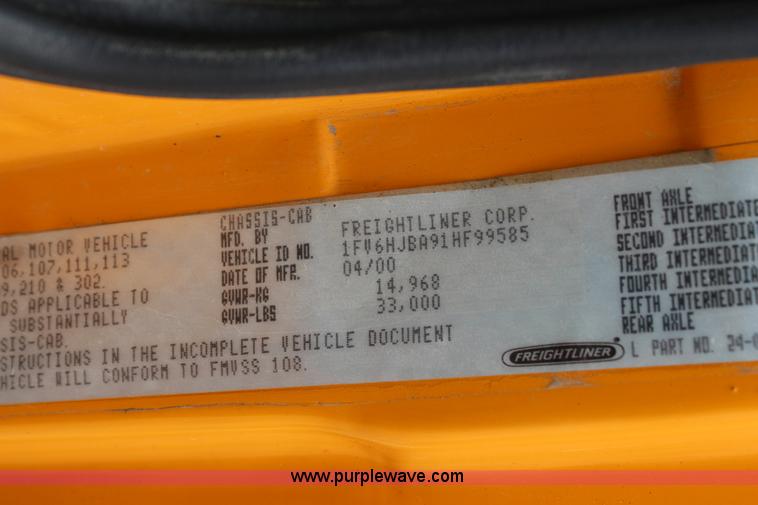 AL MOTOR VEHICLE
06,107,111,113
9,210 & 302.
DS APPLICABLE TO
SUBSTANTIALLY
SIS-CAB.
STRUCTIONS IN THE INCOMPLETE VEHICLE DOCUMENT
HICLE WILL CONFORM TO FMVSS 108.
CHASSIS-CAB
MFD. BY FREIGHTLINER CORP.
VEHICLE ID NO. 1FV6HJBA91HF99585
DATE OF MFR. 04/00
GVWR-KG 14,968
GVWR-LBS 33,000
FRONT AXLE
FIRST INTERMEDIATE
SECOND INTERMEDIATE
THIRD INTERMEDIATE
FOURTH INTERMEDIATE
FIFTH INTERMEDIATE
REAR AXLE
FREIGHTLINER L PART NO. 24-0
www.purplewave.com